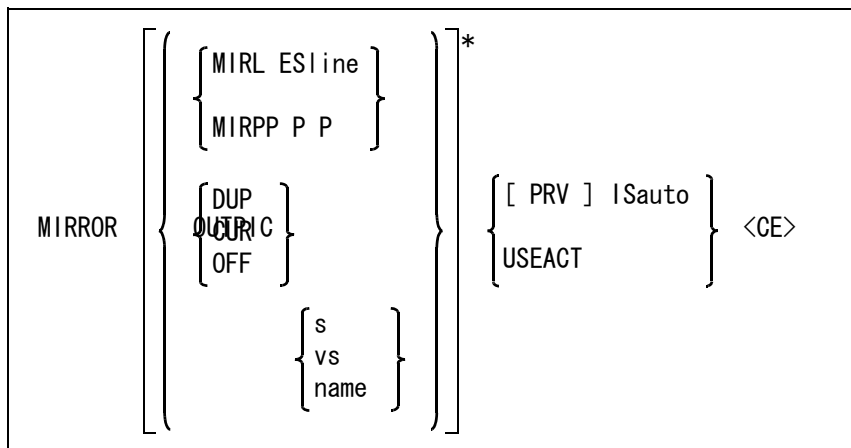 *
MIRL ESline
MIRPP P P
DUP
[ PRV ] ISauto
MIRROR
OUTPIC
CUR
<CE>
OFF
USEACT
s
vs
name